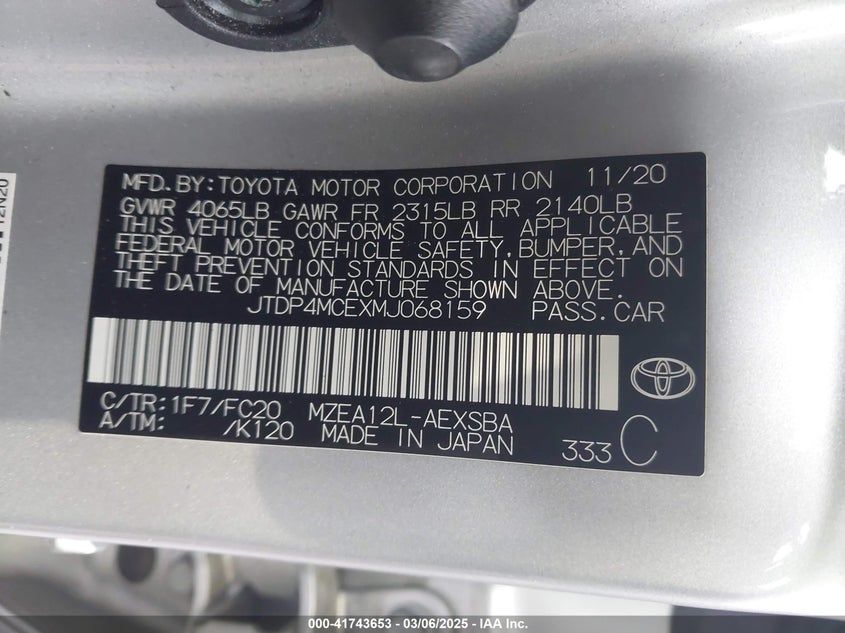 MFD.BY:TOYOTA MOTOR CORPORATION 11/20
GVWR 4065LB GAWR FR 2315LB RR 2140LB
THIS VEHICLE CONFORMS TO ALL APPLICABLE
FEDERAL MOTOR VEHICLE SAFETY,BUMPER,AND
THEFT PREVENTION STANDARDS IN EFFECT ON
THE DATE OF MANUFACTURE SHOWN ABOVE.
JTDP4MCEXMJ068159 PASS.CAR
C/TR:1F7/FC20 MZEA12L-AEXSBA
A/TM: /K120 MADE IN JAPAN 333 C
12N20
000-41743653 / 03/06/2025 - IAA Inc.